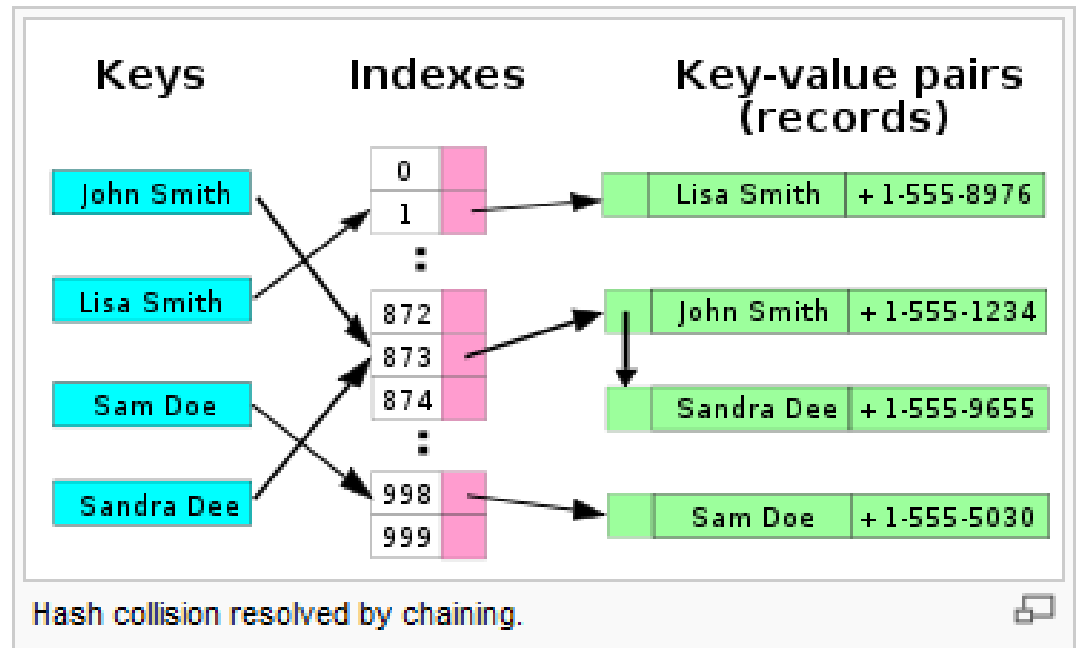 Keys
Indexes
Key-value pairs
(records)
John Smith
Lisa Smith
Sam Doe
Sandra Dee
0
1
:
872
873
874
:
998
999
Lisa Smith +1-555-8976
John Smith +1-555-1234
Sandra Dee +1-555-9655
Sam Doe +1-555-5030
Hash collision resolved by chaining.